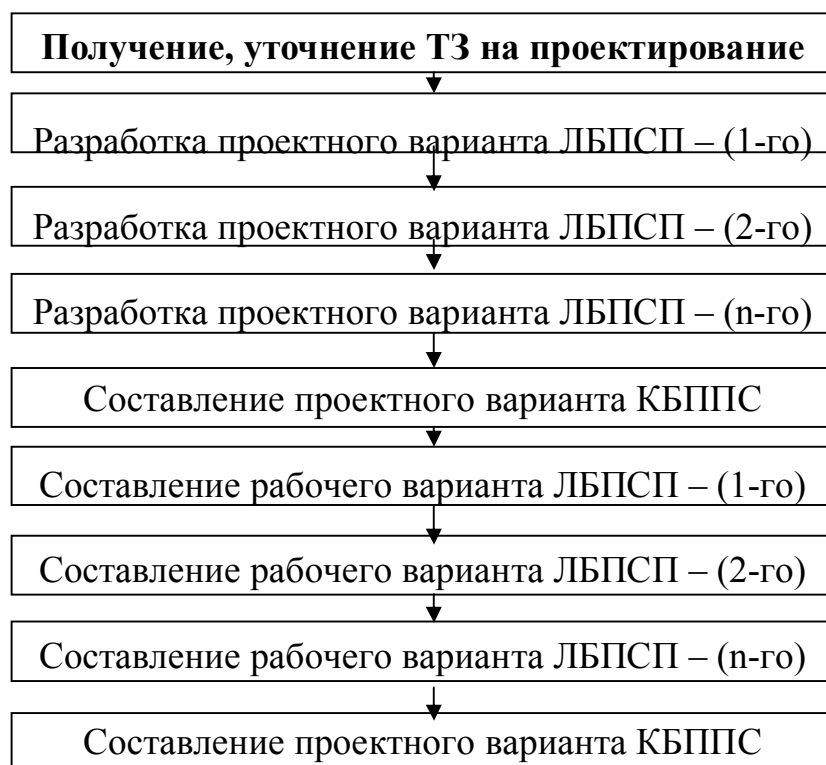 Получение, уточнение ТЗ на проектирование
Разработка проектного варианта ЛБПСП – (1-го)
Разработка проектного варианта ЛБПСП – (2-го)
Разработка проектного варианта ЛБПСП – (n-го)
Составление проектного варианта КБППС
Составление рабочего варианта ЛБПСП – (1-го)
Составление рабочего варианта ЛБПСП – (2-го)
Составление рабочего варианта ЛБПСП – (n-го)
Составление проектного варианта КБППС